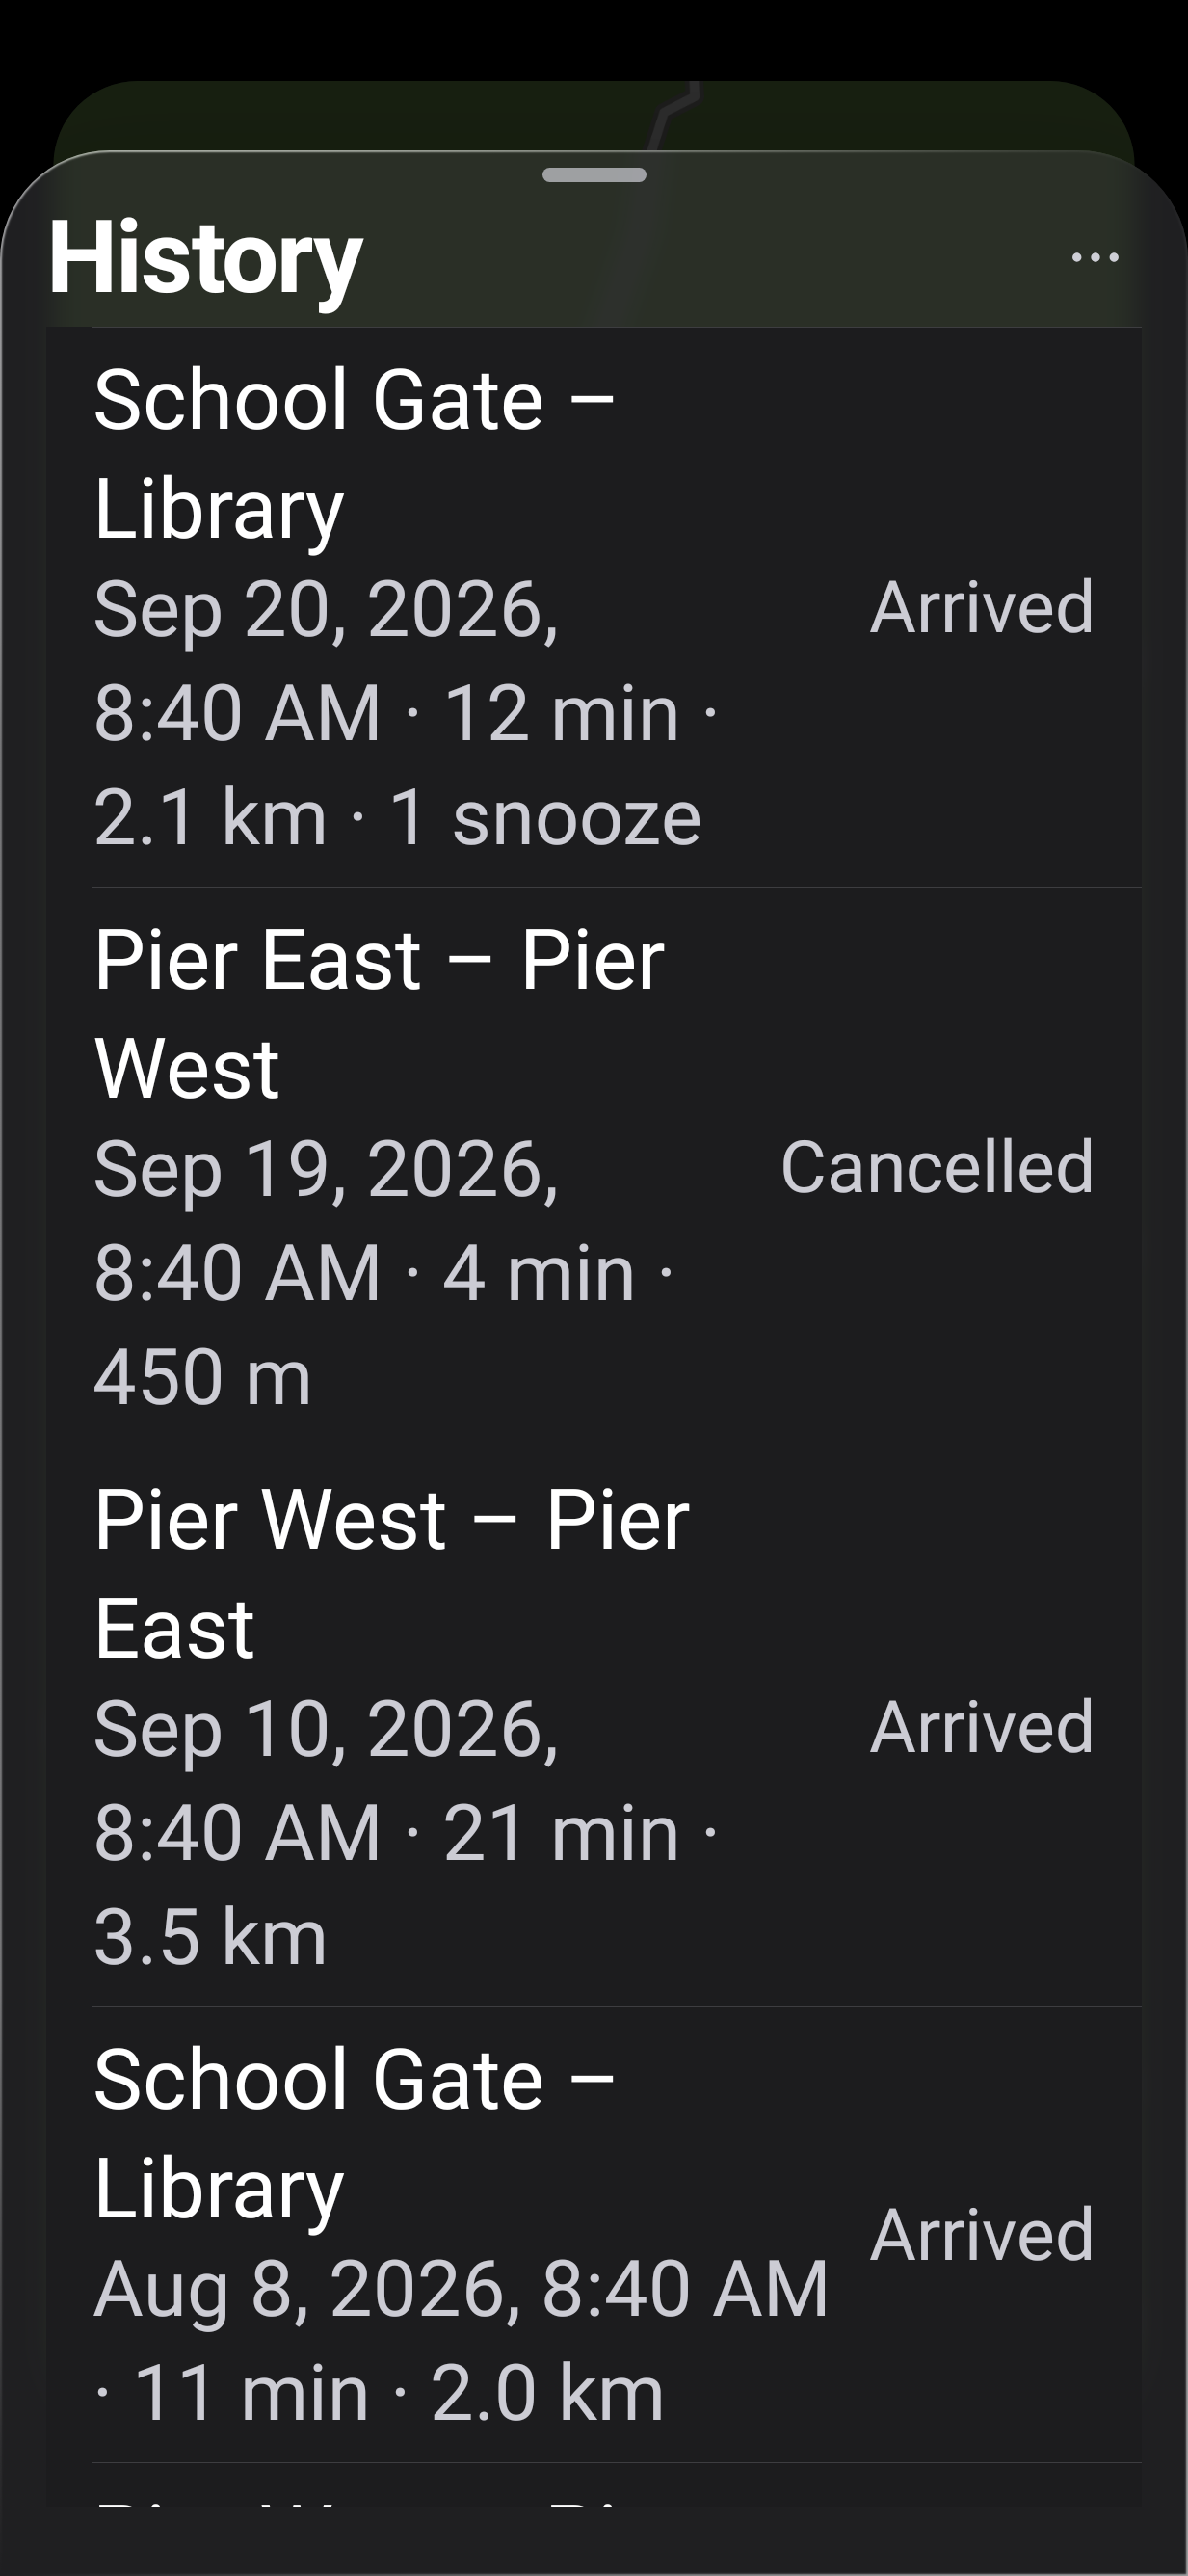 History
School Gate –
Library
Sep 20, 2026,
8:40 AM · 12 min ·
2.1 km · 1 snooze
Arrived
Pier East – Pier
West
Sep 19, 2026,
8:40 AM · 4 min ·
450 m
Cancelled
Pier West – Pier
East
Sep 10, 2026,
8:40 AM · 21 min ·
3.5 km
Arrived
School Gate –
Library
Aug 8, 2026, 8:40 AM
· 11 min · 2.0 km
Arrived